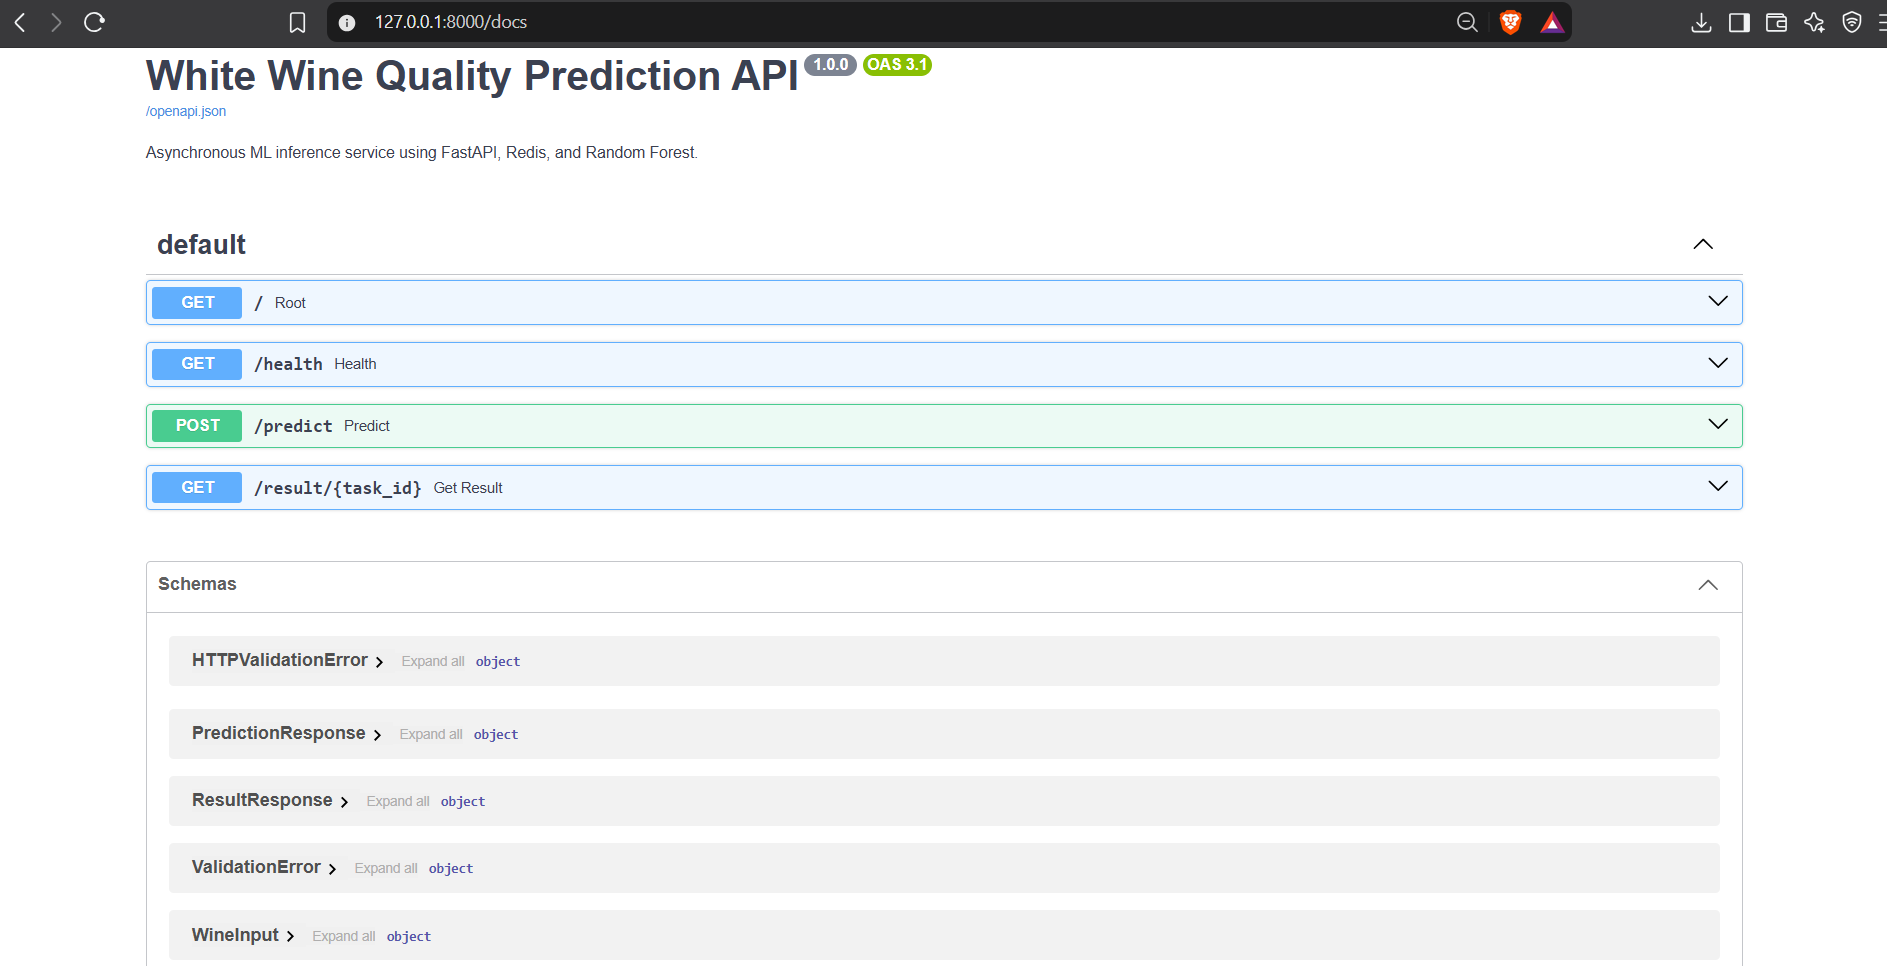 127.0.0.1:8000/docs
White Wine Quality Prediction API 1.0.0 OAS 3.1
/openapi.json
Asynchronous ML inference service using FastAPI, Redis, and Random Forest.
default
GET / Root
GET /health Health
POST /predict Predict
GET /result/{task_id} Get Result
Schemas
HTTPValidationError Expand all object
PredictionResponse Expand all object
ResultResponse Expand all object
ValidationError Expand all object
WineInput Expand all object